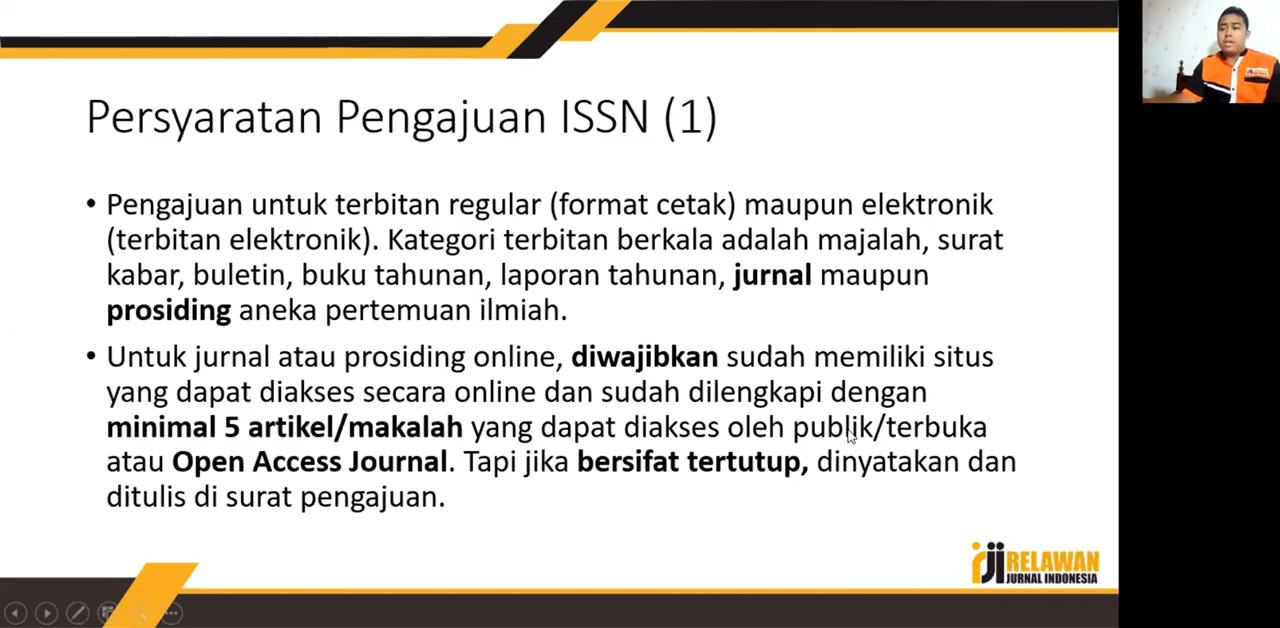 Persyaratan Pengajuan ISSN (1)
• Pengajuan untuk terbitan regular (format cetak) maupun elektronik
(terbitan elektronik). Kategori terbitan berkala adalah majalah, surat
kabar, buletin, buku tahunan, laporan tahunan, jurnal maupun
prosiding aneka pertemuan ilmiah.
• Untuk jurnal atau prosiding online, diwajibkan sudah memiliki situs
yang dapat diakses secara online dan sudah dilengkapi dengan
minimal 5 artikel/makalah yang dapat diakses oleh publik/terbuka
atau Open Access Journal. Tapi jika bersifat tertutup, dinyatakan dan
ditulis di surat pengajuan.
rji RELAWAN
JURNAL INDONESIA